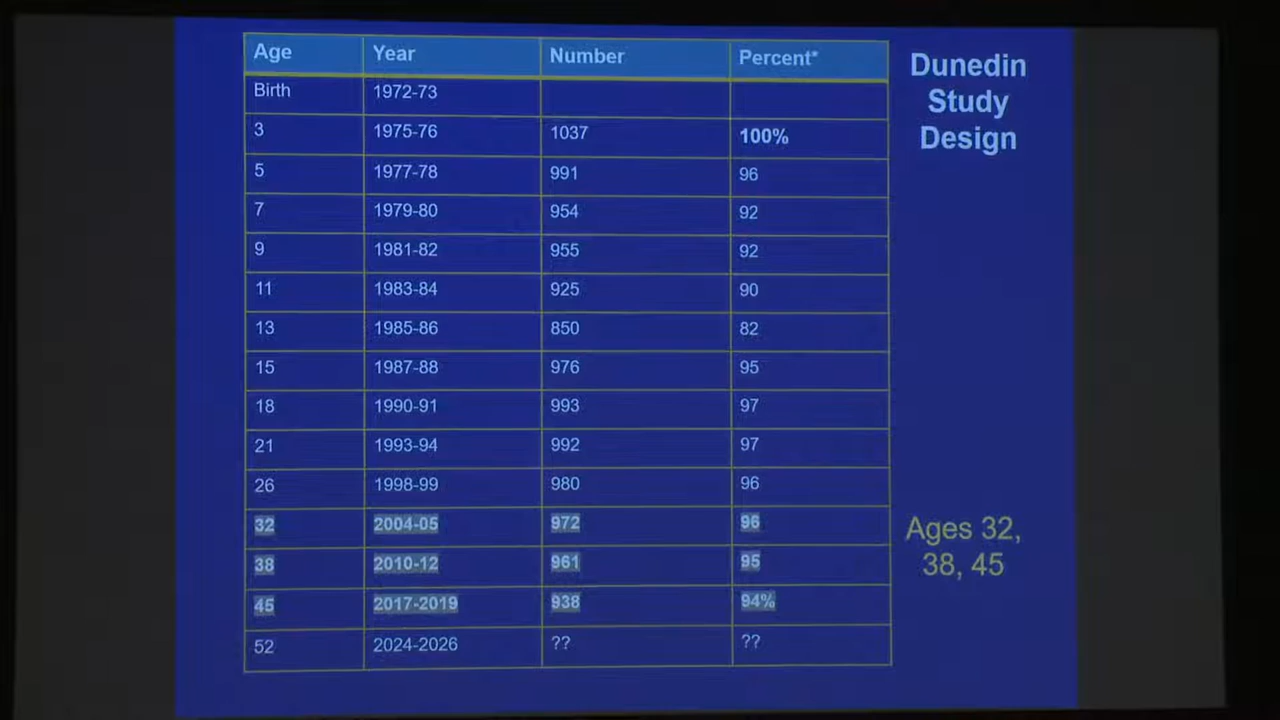 Age Year Number Percent*
Birth 1972-73
3 1975-76 1037 100%
5 1977-78 991 96
7 1979-80 954 92
9 1981-82 955 92
11 1983-84 925 90
13 1985-86 850 82
15 1987-88 976 95
18 1990-91 993 97
21 1993-94 992 97
26 1998-99 980 96
32 2004-05 972 96
38 2010-12 961 95
45 2017-2019 938 94%
52 2024-2026 ?? ??
Dunedin
Study
Design
Ages 32,
38, 45